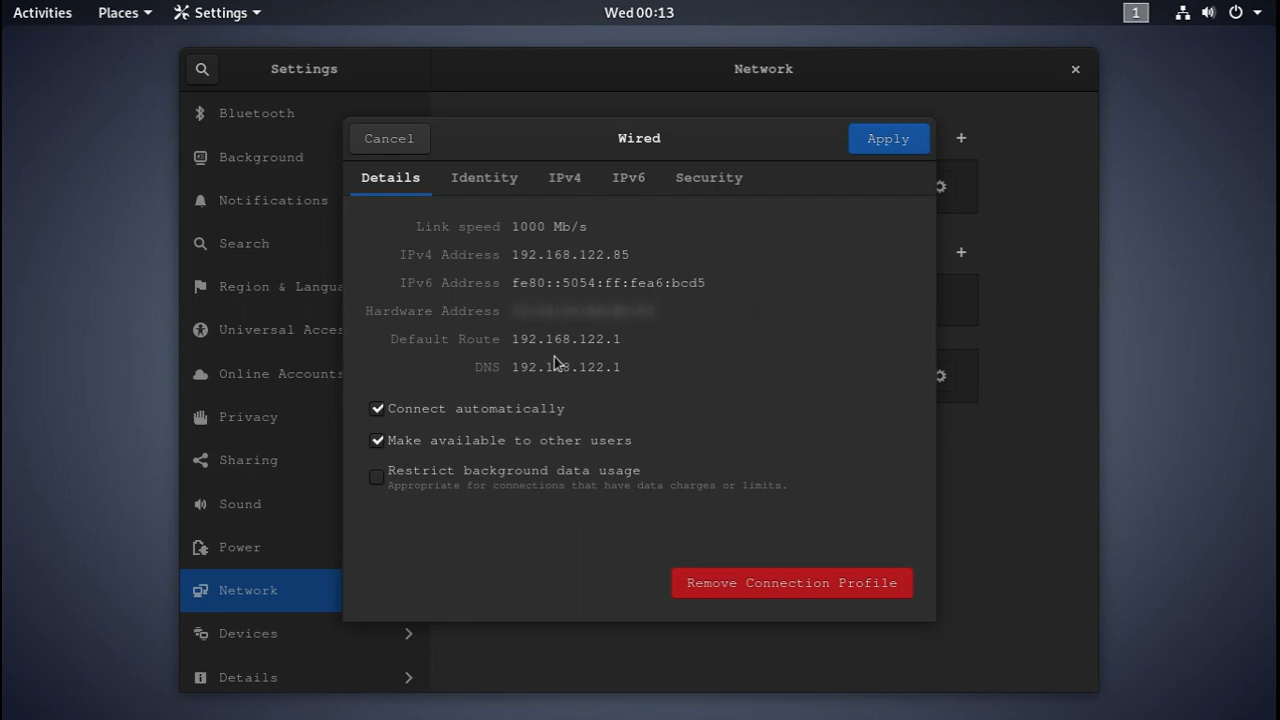 Activities Places Settings Wed 00:13 1
Settings Network
Bluetooth
Background
Notifications
Search
Region & Langua
Universal Acces
Online Accounts
Privacy
Sharing
Sound
Power
Network
Devices
Details
Cancel Wired Apply
Details Identity IPv4 IPv6 Security
Link speed 1000 Mb/s
IPv4 Address 192.168.122.85
IPv6 Address fe80::5054:ff:fea6:bcd5
Hardware Address
Default Route 192.168.122.1
DNS 192.168.122.1
Connect automatically
Make available to other users
Restrict background data usage
Appropriate for connections that have data charges or limits.
Remove Connection Profile